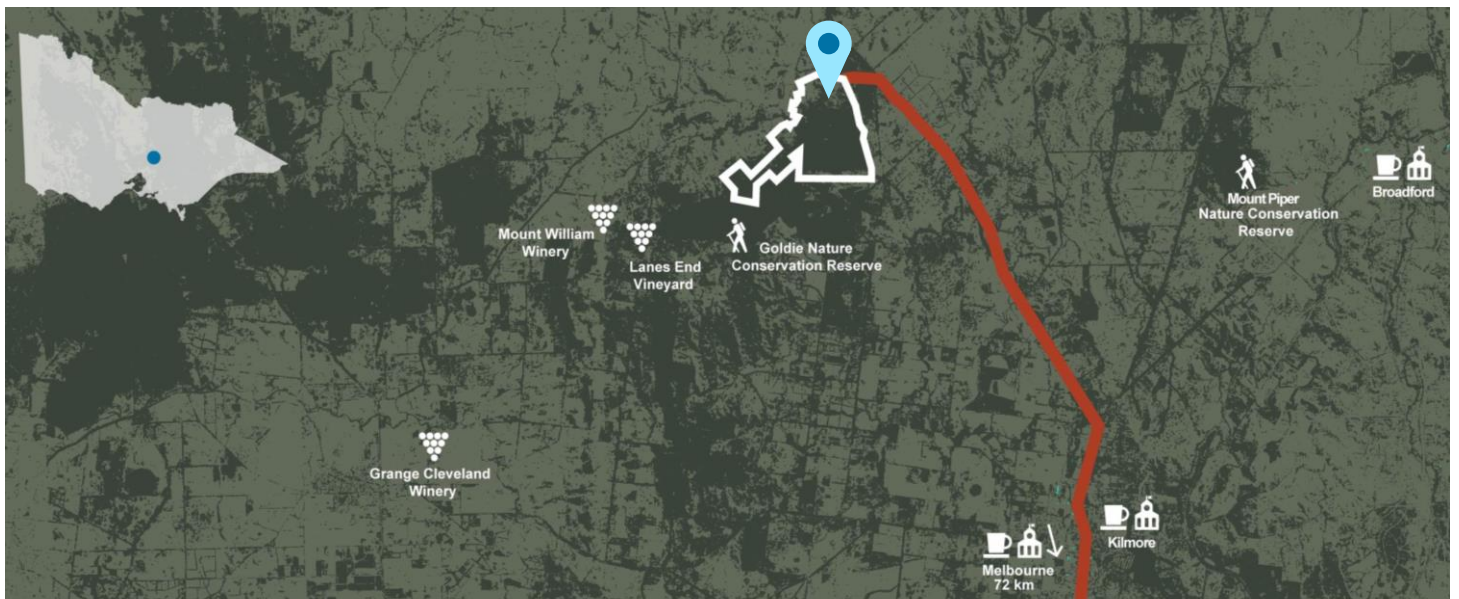 Mount Piper
Nature Conservation
Reserve
Broadford
Mount William
Winery
Lanes End
Vineyard
Goldie Nature
Conservation Reserve
Grange Cleveland
Winery
Kilmore
Melbourne
72 km